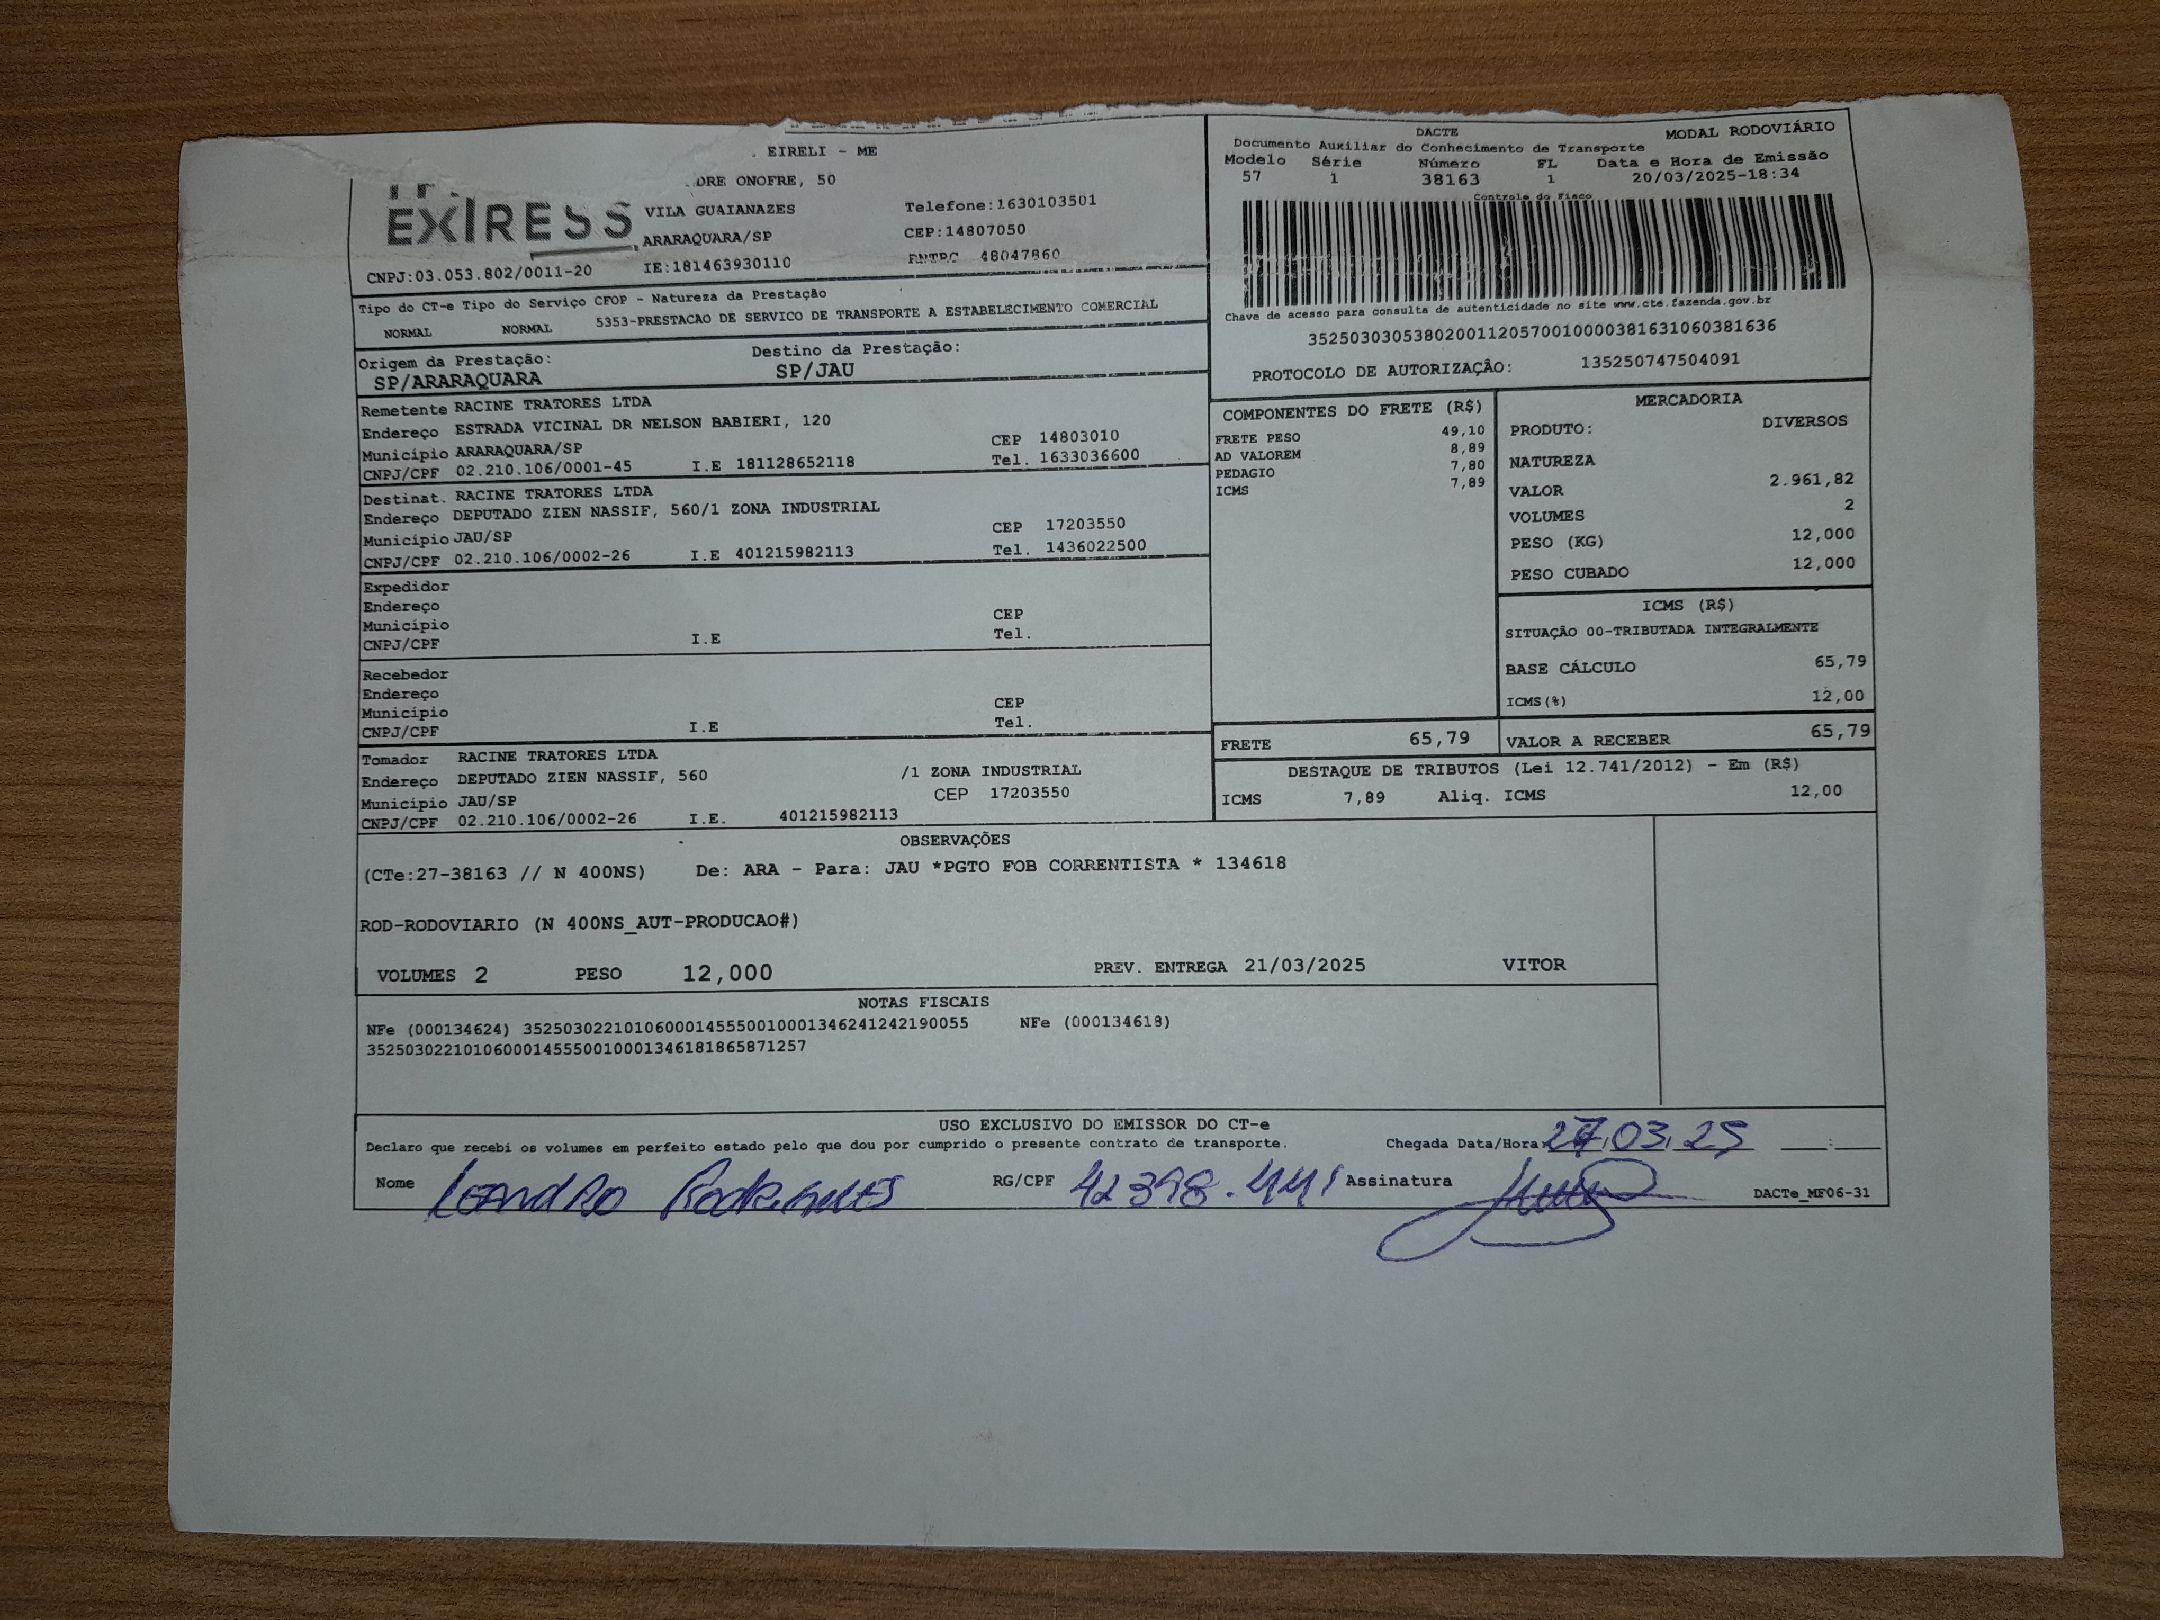 EIRELI - ME
DRE ONOFRE, 50
EXPRESS
VILA GUAIANAZES Telefone:1630103501
ARARAQUARA/SP CEP:14807050
CNPJ:03.053.802/0011-20 IE:181463930110 RNTRC 48047860
DACTE MODAL RODOVIÁRIO
Documento Auxiliar do Conhecimento de Transporte
Modelo Série Número FL Data e Hora de Emissão
57 1 38163 1 20/03/2025-18:34
Controle do Fisco
Chave de acesso para consulta de autenticidade no site www.cte.fazenda.gov.br
35250303053802001120570010000381631060381636
PROTOCOLO DE AUTORIZAÇÂO: 135250747504091
Tipo do CT-e Tipo do Serviço CFOP - Natureza da Prestação
NORMAL NORMAL 5353-PRESTACAO DE SERVICO DE TRANSPORTE A ESTABELECIMENTO COMERCIAL
Origem da Prestação: Destino da Prestação:
SP/ARARAQUARA SP/JAU
Remetente RACINE TRATORES LTDA
Endereço ESTRADA VICINAL DR NELSON BABIERI, 120
Município ARARAQUARA/SP CEP 14803010
CNPJ/CPF 02.210.106/0001-45 I.E 181128652118 Tel. 1633036600
Destinat. RACINE TRATORES LTDA
Endereço DEPUTADO ZIEN NASSIF, 560/1 ZONA INDUSTRIAL
Município JAU/SP CEP 17203550
CNPJ/CPF 02.210.106/0002-26 I.E 401215982113 Tel. 1436022500
Expedidor
Endereço
Município CEP
CNPJ/CPF I.E Tel.
Recebedor
Endereço
Município CEP
CNPJ/CPF I.E Tel.
Tomador RACINE TRATORES LTDA
Endereço DEPUTADO ZIEN NASSIF, 560 /1 ZONA INDUSTRIAL
Município JAU/SP CEP 17203550
CNPJ/CPF 02.210.106/0002-26 I.E. 401215982113
COMPONENTES DO FRETE (R$)
FRETE PESO 49,10
AD VALOREM 8,89
PEDAGIO 7,80
ICMS 7,89
MERCADORIA
PRODUTO: DIVERSOS
NATUREZA
VALOR 2.961,82
VOLUMES 2
PESO (KG) 12,000
PESO CUBADO 12,000
ICMS (R$)
SITUAÇÃO 00-TRIBUTADA INTEGRALMENTE
BASE CÁLCULO 65,79
ICMS(%) 12,00
FRETE 65,79 VALOR A RECEBER 65,79
DESTAQUE DE TRIBUTOS (Lei 12.741/2012) - Em (R$)
ICMS 7,89 Aliq. ICMS 12,00
OBSERVAÇÕES
(CTe:27-38163 // N 400NS) De: ARA - Para: JAU *PGTO FOB CORRENTISTA * 134618
ROD-RODOVIARIO (N 400NS_AUT-PRODUCAO#)
VOLUMES 2 PESO 12,000 PREV. ENTREGA 21/03/2025 VITOR
NOTAS FISCAIS
NFe (000134624) 35250302210106000145550010001346241242190055 NFe (000134618)
35250302210106000145550010001346181865871257
USO EXCLUSIVO DO EMISSOR DO CT-e
Declaro que recebi os volumes em perfeito estado pelo que dou por cumprido o presente contrato de transporte. Chegada Data/Hora: 03 25 __:__
Nome Leandro Rodrigues RG/CPF 42 398.441 Assinatura
DACTe_MF06-31